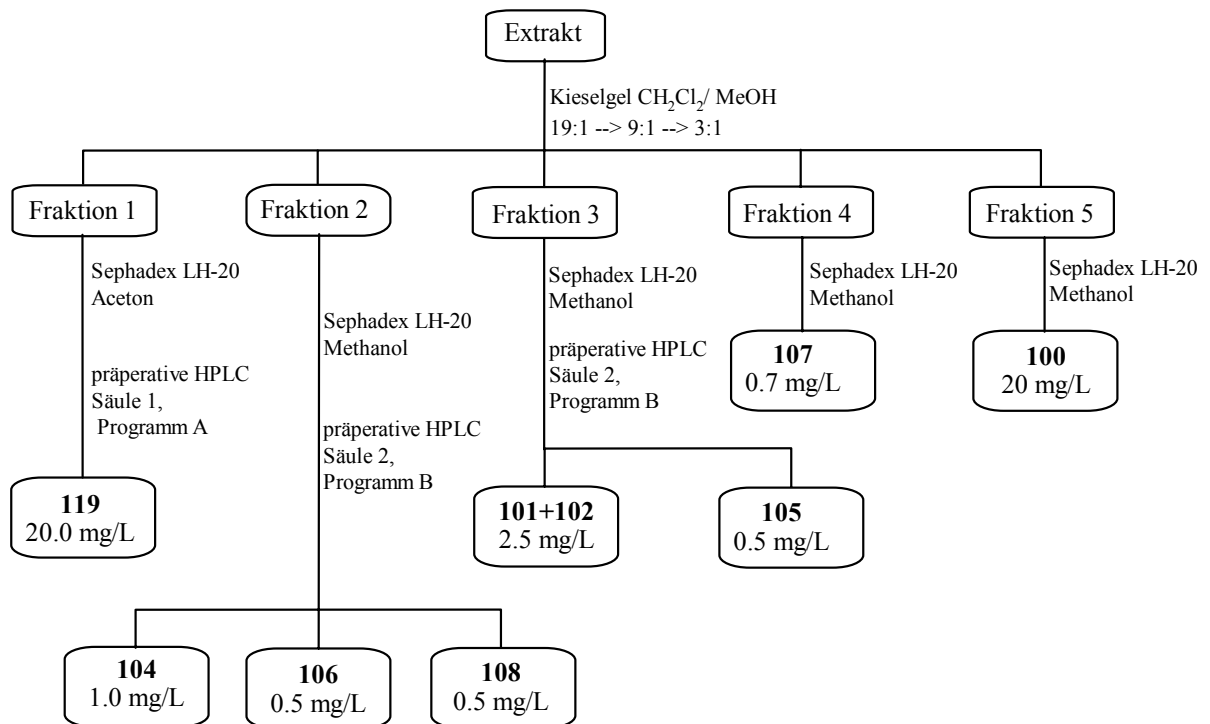 Extrakt
Kieselgel CH₂Cl₂/ MeOH
19:1 --> 9:1 --> 3:1
Fraktion 1
Fraktion 2
Fraktion 3
Fraktion 4
Fraktion 5
Sephadex LH-20
Aceton
präperative HPLC
Säule 1,
Programm A
119
20.0 mg/L
Sephadex LH-20
Methanol
präperative HPLC
Säule 2,
Programm B
104
1.0 mg/L
106
0.5 mg/L
108
0.5 mg/L
Sephadex LH-20
Methanol
präperative HPLC
Säule 2,
Programm B
101+102
2.5 mg/L
105
0.5 mg/L
Sephadex LH-20
Methanol
107
0.7 mg/L
Sephadex LH-20
Methanol
100
20 mg/L